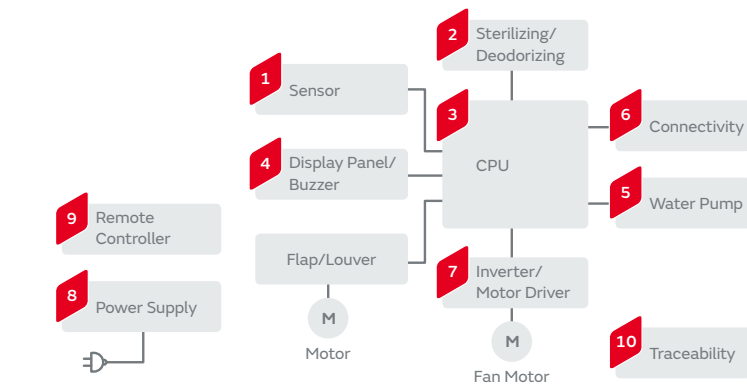 2
Sterilizing/
Deodorizing
1
Sensor
3
CPU
6
Connectivity
4
Display Panel/
Buzzer
5
Water Pump
9
Remote
Controller
Flap/Louver
7
Inverter/
Motor Driver
8
Power Supply
M
Motor
M
Fan Motor
10
Traceability